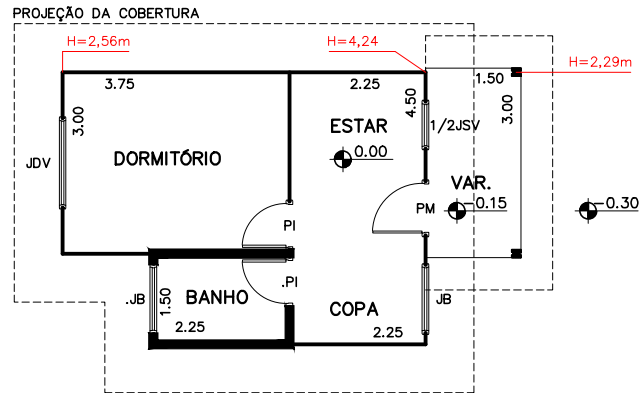 PROJEÇÃO DA COBERTURA
H=2,56m
H=4,24
H=2,29m
3.75
2.25
1.50
3.00
4.50
3.00
ESTAR
1/2JSV
JDV
DORMITÓRIO
0.00
VAR.
PM
-0.15
-0.30
PI
.PI
.JB
1.50
BANHO
COPA
JB
2.25
2.25